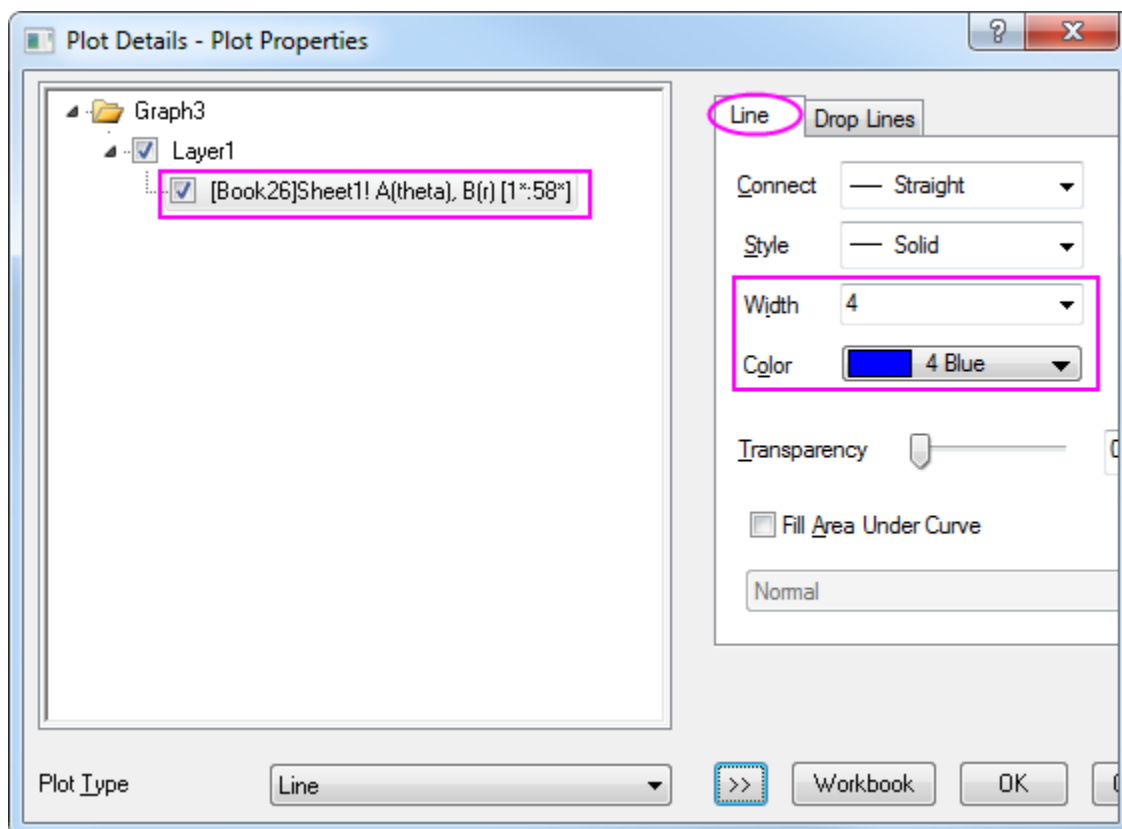 Plot Details - Plot Properties
Graph3
Layer1
[Book26]Sheet1! A(theta), B(r) [1*:58*]
Line
Drop Lines
Connect
Straight
Style
Solid
Width
4
Color
4 Blue
Transparency
Fill Area Under Curve
Normal
Plot Type
Line
>>
Workbook
OK